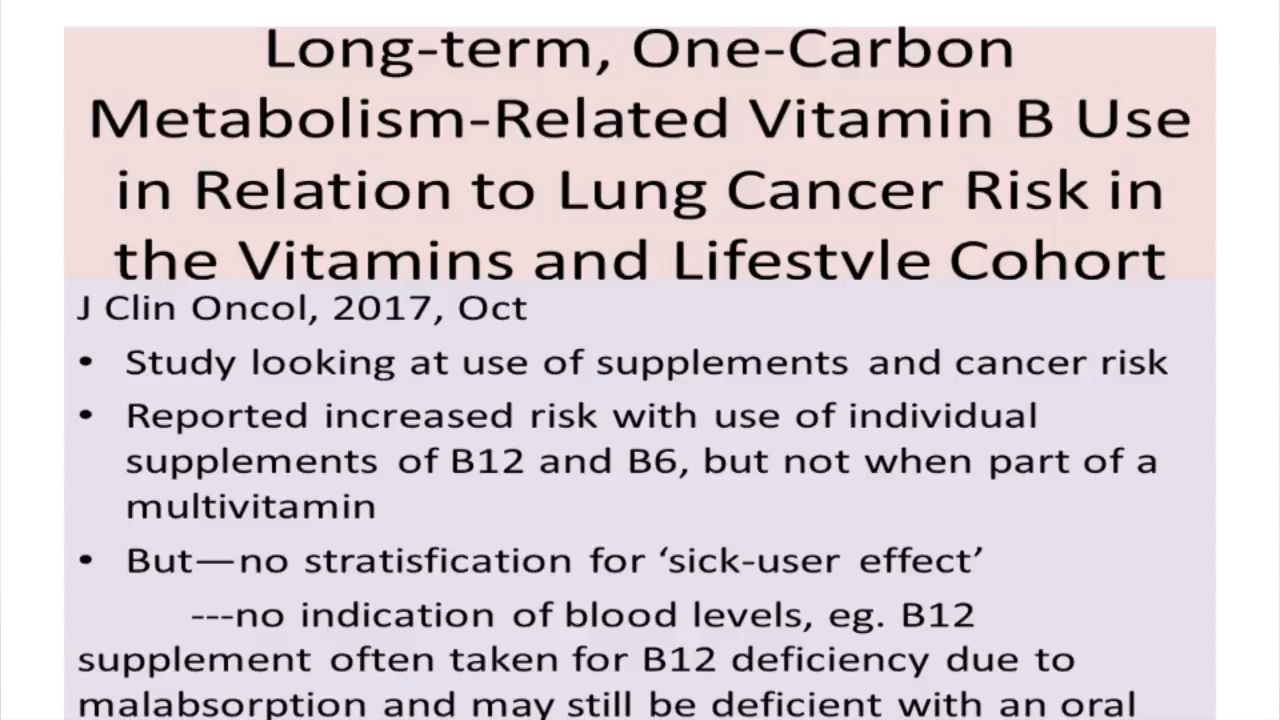 Long-term, One-Carbon
Metabolism-Related Vitamin B Use
in Relation to Lung Cancer Risk in
the Vitamins and Lifestyle Cohort
J Clin Oncol, 2017, Oct
• Study looking at use of supplements and cancer risk
• Reported increased risk with use of individual
supplements of B12 and B6, but not when part of a
multivitamin
• But—no stratisfication for ‘sick-user effect’
---no indication of blood levels, eg. B12
supplement often taken for B12 deficiency due to
malabsorption and may still be deficient with an oral